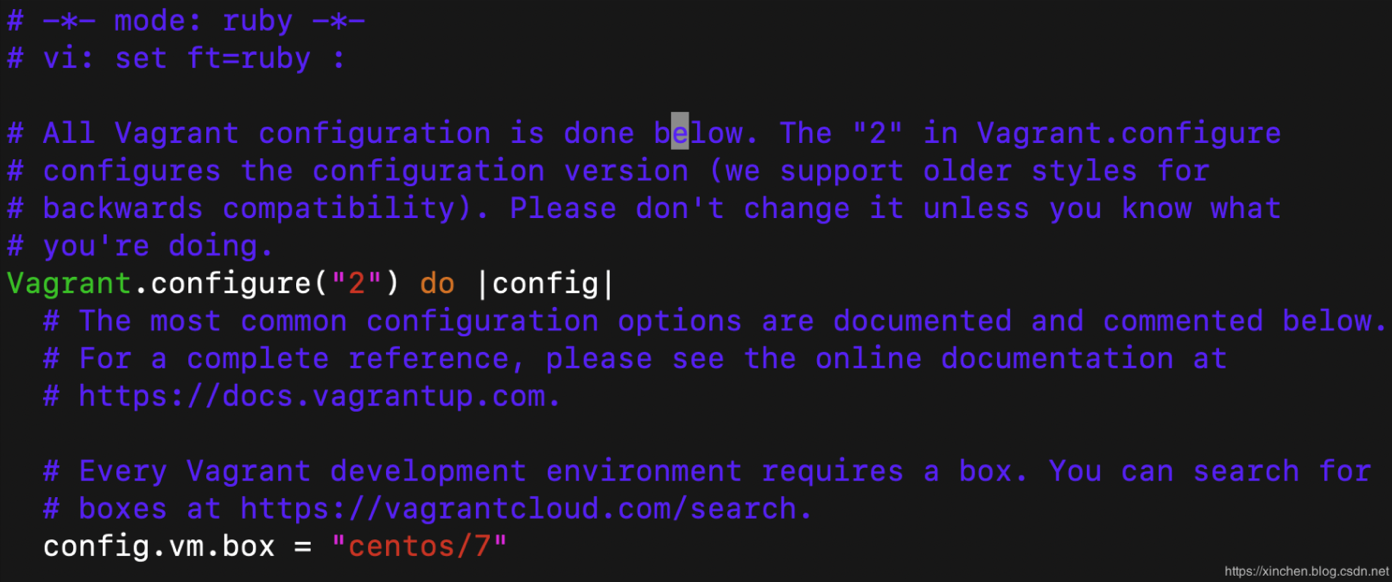 # -*- mode: ruby -*-
# vi: set ft=ruby :
# All Vagrant configuration is done below. The "2" in Vagrant.configure
# configures the configuration version (we support older styles for
# backwards compatibility). Please don't change it unless you know what
# you're doing.
Vagrant.configure("2") do |config|
  # The most common configuration options are documented and commented below.
  # For a complete reference, please see the online documentation at
  # https://docs.vagrantup.com.
  # Every Vagrant development environment requires a box. You can search for
  # boxes at https://vagrantcloud.com/search.
  config.vm.box = "centos/7"
https://xinchen.blog.csdn.net